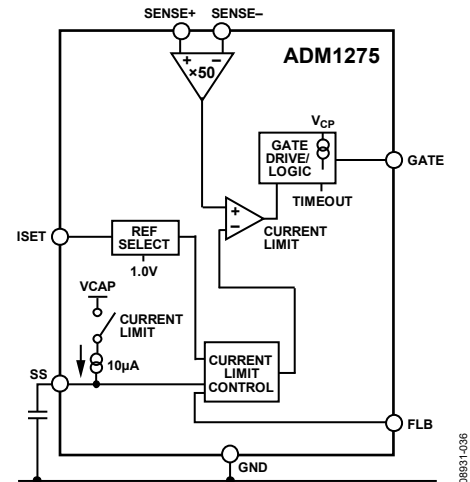 SENSE+ SENSE–
ADM1275
+ –
×50
VCP
GATE
DRIVE/
LOGIC
GATE
TIMEOUT
+
–
CURRENT
LIMIT
ISET
REF
SELECT
1.0V
VCAP
CURRENT
LIMIT
10µA
SS
CURRENT
LIMIT
CONTROL
FLB
GND
08931-036